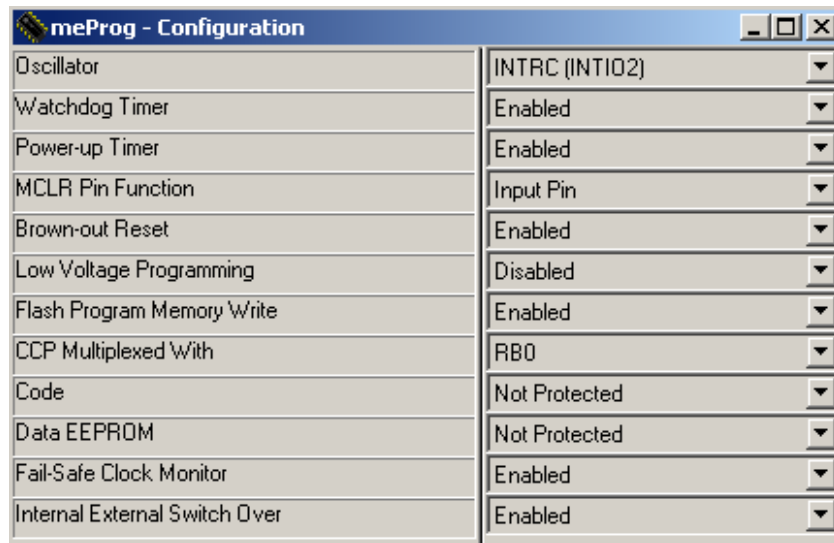 meProg - Configuration
Oscillator INTRC (INTIO2)
Watchdog Timer Enabled
Power-up Timer Enabled
MCLR Pin Function Input Pin
Brown-out Reset Enabled
Low Voltage Programming Disabled
Flash Program Memory Write Enabled
CCP Multiplexed With RB0
Code Not Protected
Data EEPROM Not Protected
Fail-Safe Clock Monitor Enabled
Internal External Switch Over Enabled